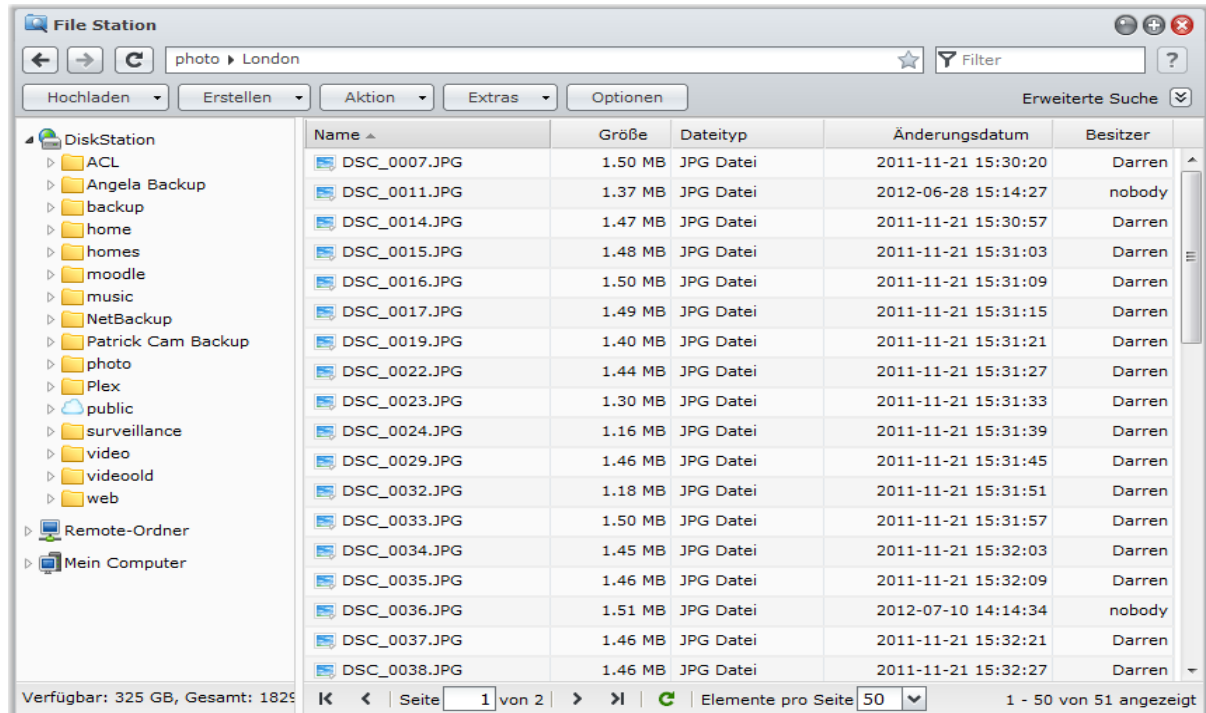 File Station
photo London
Filter
?
Hochladen Erstellen Aktion Extras Optionen Erweiterte Suche
DiskStation
ACL
Angela Backup
backup
home
homes
moodle
music
NetBackup
Patrick Cam Backup
photo
Plex
public
surveillance
video
videoold
web
Remote-Ordner
Mein Computer
Name Größe Dateityp Änderungsdatum Besitzer
DSC_0007.JPG 1.50 MB JPG Datei 2011-11-21 15:30:20 Darren
DSC_0011.JPG 1.37 MB JPG Datei 2012-06-28 15:14:27 nobody
DSC_0014.JPG 1.47 MB JPG Datei 2011-11-21 15:30:57 Darren
DSC_0015.JPG 1.48 MB JPG Datei 2011-11-21 15:31:03 Darren
DSC_0016.JPG 1.50 MB JPG Datei 2011-11-21 15:31:09 Darren
DSC_0017.JPG 1.49 MB JPG Datei 2011-11-21 15:31:15 Darren
DSC_0019.JPG 1.40 MB JPG Datei 2011-11-21 15:31:21 Darren
DSC_0022.JPG 1.44 MB JPG Datei 2011-11-21 15:31:27 Darren
DSC_0023.JPG 1.30 MB JPG Datei 2011-11-21 15:31:33 Darren
DSC_0024.JPG 1.16 MB JPG Datei 2011-11-21 15:31:39 Darren
DSC_0029.JPG 1.46 MB JPG Datei 2011-11-21 15:31:45 Darren
DSC_0032.JPG 1.18 MB JPG Datei 2011-11-21 15:31:51 Darren
DSC_0033.JPG 1.50 MB JPG Datei 2011-11-21 15:31:57 Darren
DSC_0034.JPG 1.45 MB JPG Datei 2011-11-21 15:32:03 Darren
DSC_0035.JPG 1.46 MB JPG Datei 2011-11-21 15:32:09 Darren
DSC_0036.JPG 1.51 MB JPG Datei 2012-07-10 14:14:34 nobody
DSC_0037.JPG 1.46 MB JPG Datei 2011-11-21 15:32:21 Darren
DSC_0038.JPG 1.46 MB JPG Datei 2011-11-21 15:32:27 Darren
Verfügbar: 325 GB, Gesamt: 1829
Seite 1 von 2 Elemente pro Seite 50 1 - 50 von 51 angezeigt